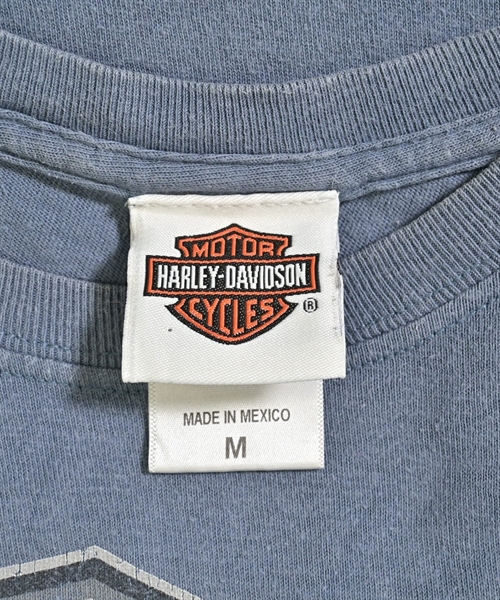 MOTOR
HARLEY-DAVIDSON
CYCLES
®
MADE IN MEXICO
M